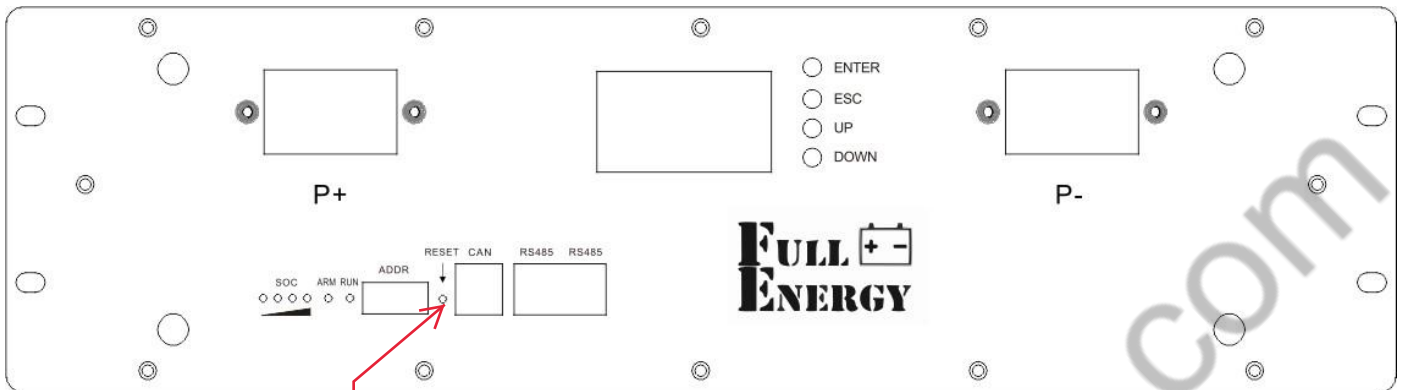 ENTER
ESC
UP
DOWN
P+
P-
RESET CAN RS485 RS485
ADDR
SOC ARM RUN
FULL
ENERGY
+ -
com